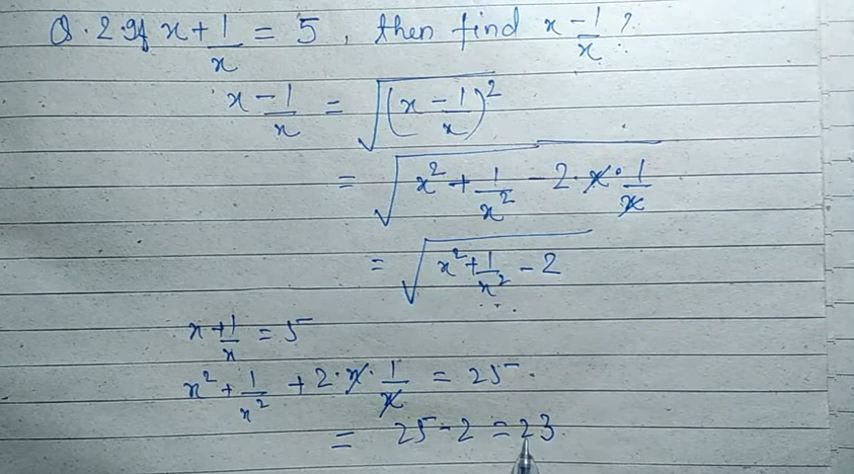 Q.2. If x + 1/x = 5, then find x - 1/x?
x - 1/x = √(x - 1/x)²
= √x² + 1/x² - 2·x·1/x
= √x² + 1/x² - 2
x + 1/x = 5
x² + 1/x² + 2·x·1/x = 25.
= 25 - 2 = 23